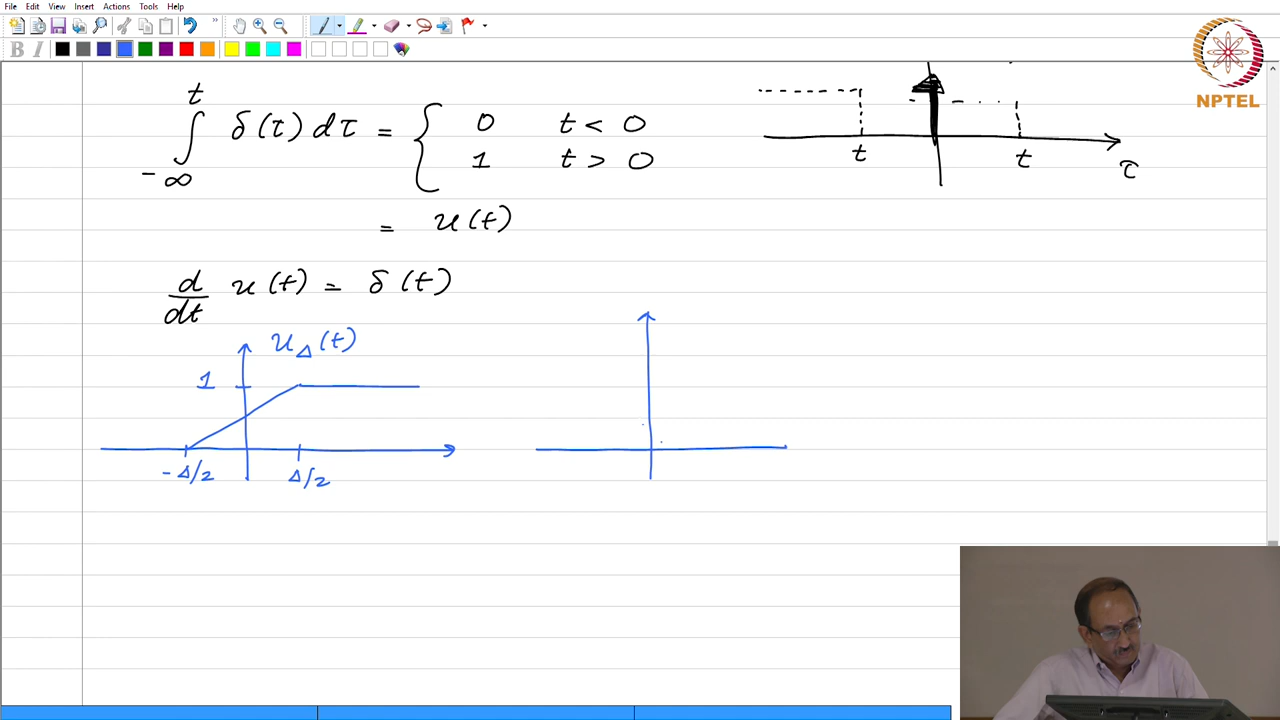 File Edit View Insert Actions Tools Help
B I
NPTEL
∫_{-∞}^{t} δ(τ) dτ = { 0 t < 0
1 t > 0
t t τ
= u(t)
d/dt u(t) = δ(t)
u_Δ(t)
1
-Δ/2 Δ/2